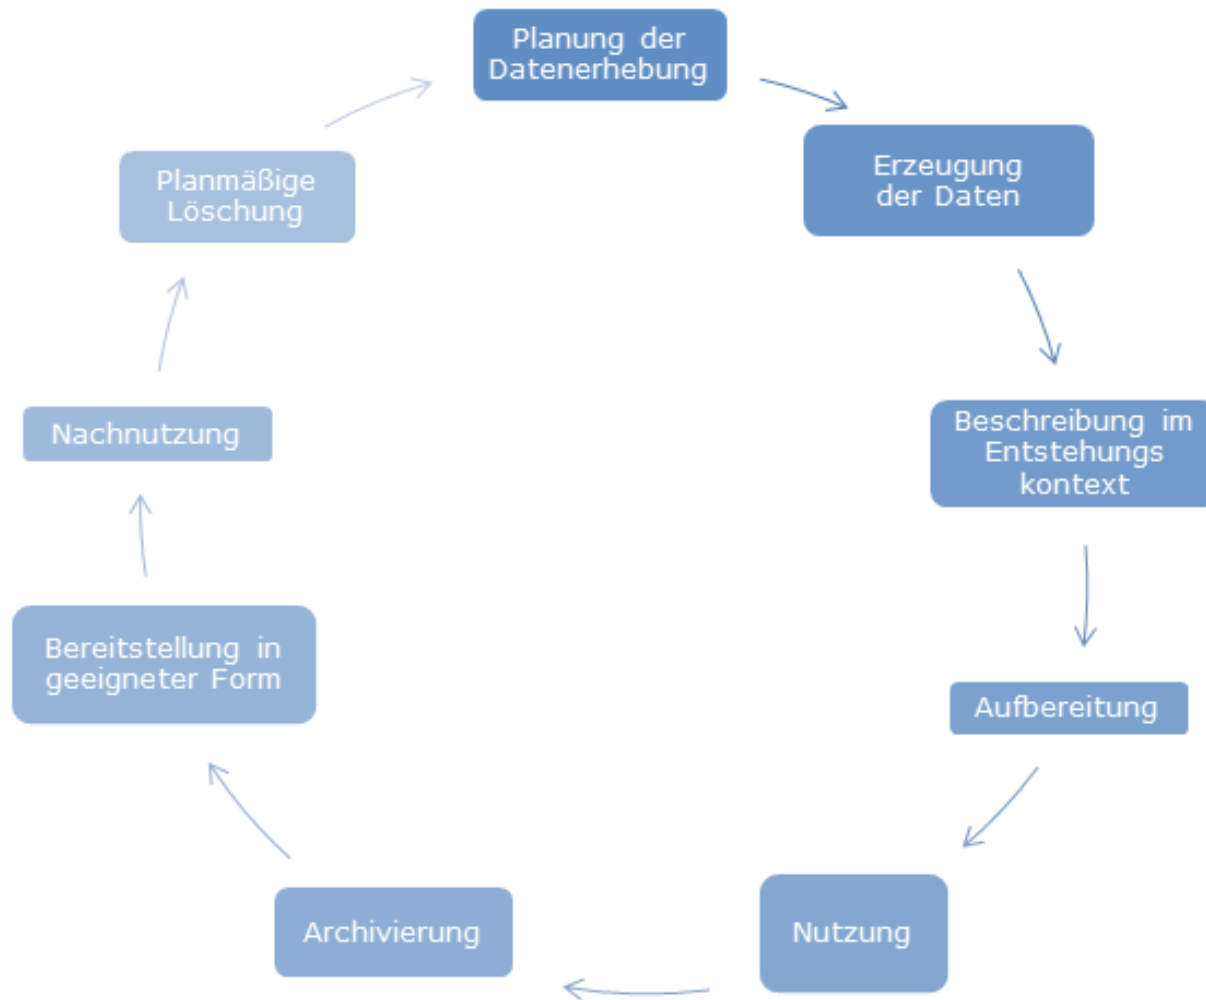 Planung der
Datenerhebung
Erzeugung
der Daten
Beschreibung im
Entstehungs
kontext
Aufbereitung
Nutzung
Archivierung
Bereitstellung in
geeigneter Form
Nachnutzung
Planmäßige
Löschung